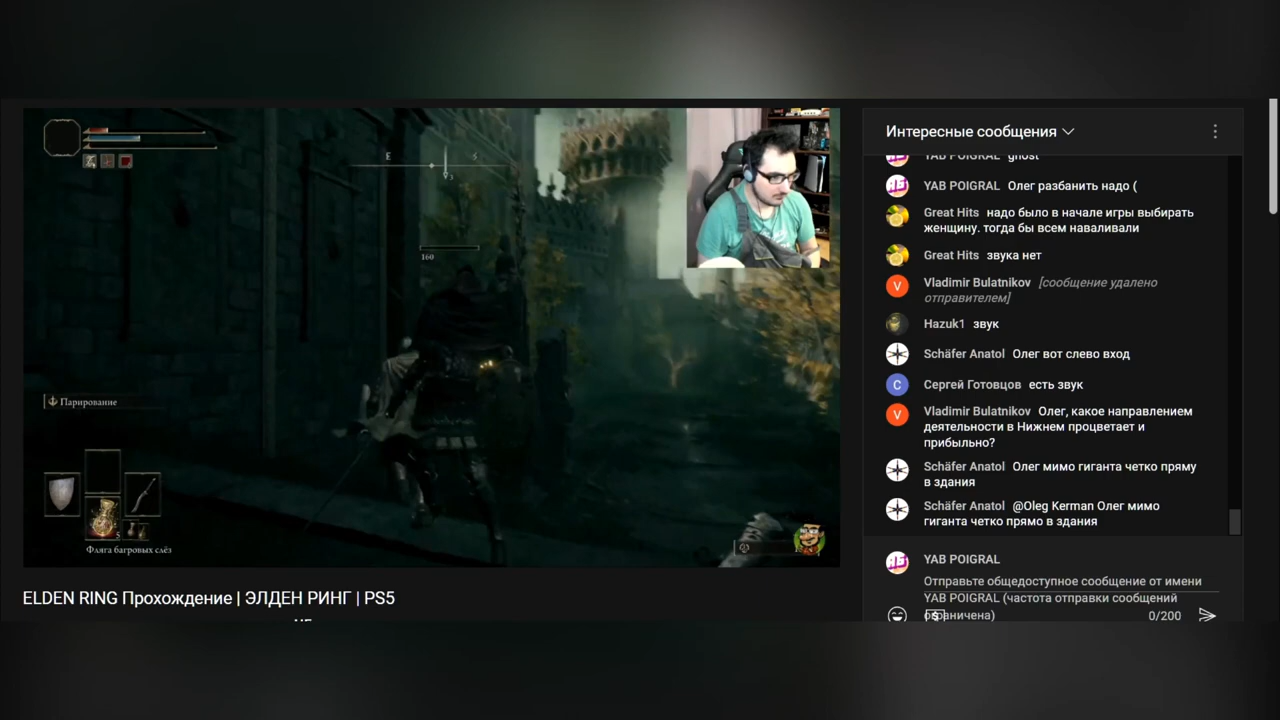 E
S
3
160
Парирование
5
Фляга багровых слёз
ELDEN RING Прохождение | ЭЛДЕН РИНГ | PS5
Интересные сообщения
YAB POIGRAL ghost
YAB POIGRAL Олег разбанить надо (
Great Hits надо было в начале игры выбирать
женщину. тогда бы всем наваливали
Great Hits звука нет
V
Vladimir Bulatnikov [сообщение удалено
отправителем]
Hazuk1 звук
Schäfer Anatol Олег вот слево вход
С
Сергей Готовцов есть звук
V
Vladimir Bulatnikov Олег, какое направлением
деятельности в Нижнем процветает и
прибыльно?
Schäfer Anatol Олег мимо гиганта четко пряму
в здания
Schäfer Anatol @Oleg Kerman Олег мимо
гиганта четко прямо в здания
YAB POIGRAL
Отправьте общедоступное сообщение от имени
YAB POIGRAL (частота отправки сообщений
ограничена)
0/200